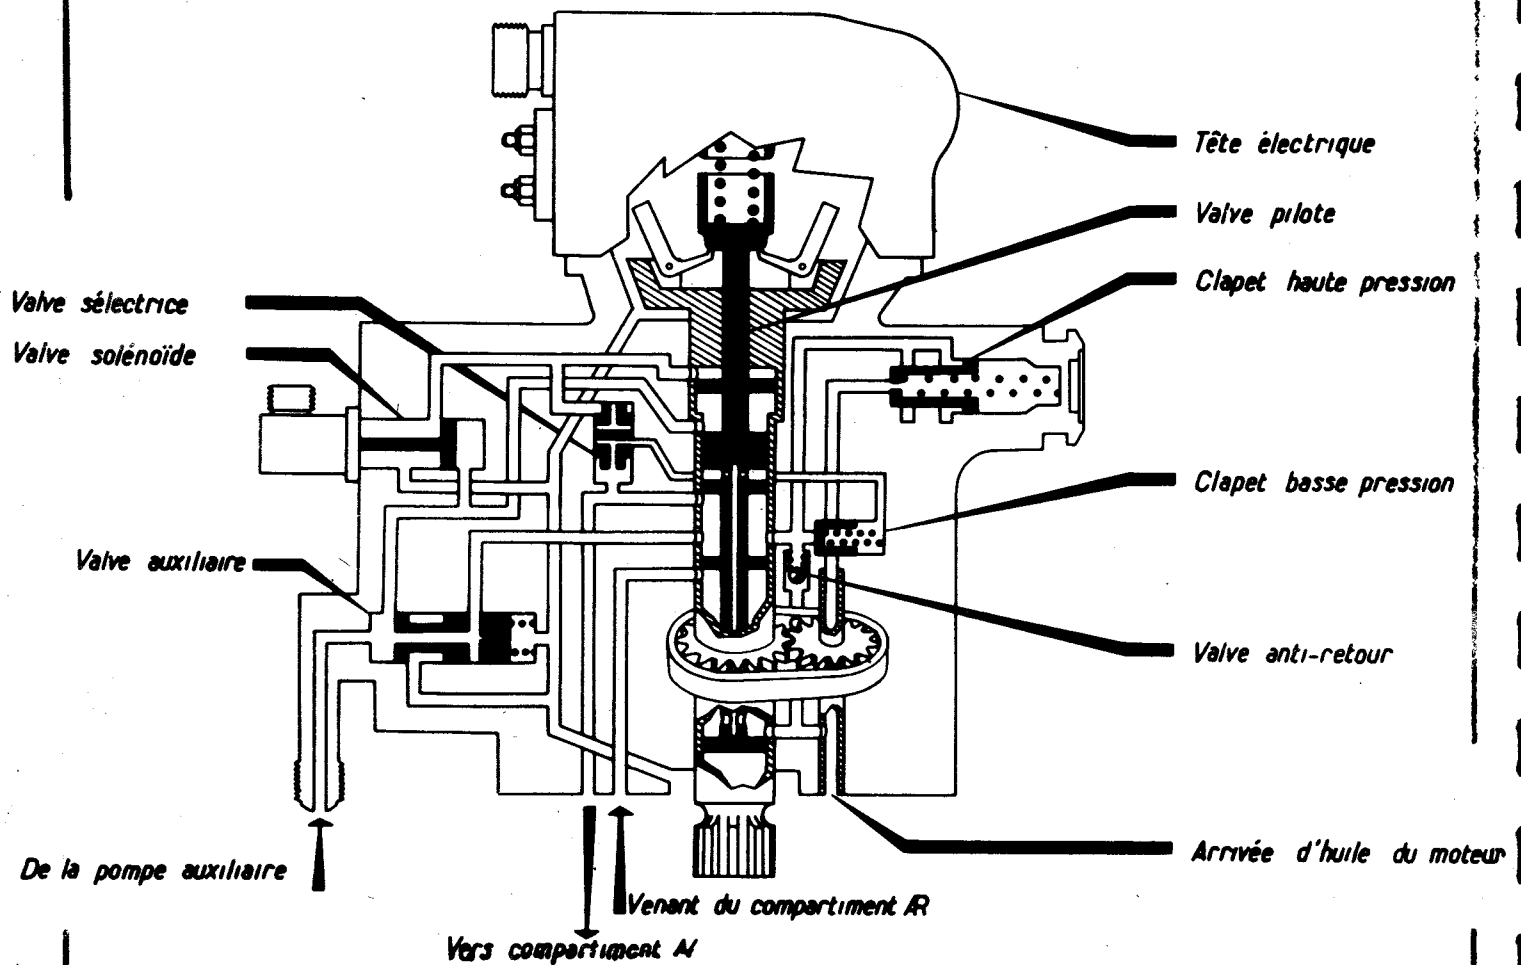 Tête électrique
Valve pilote
Clapet haute pression
Valve sélectrice
Valve solénoïde
Clapet basse pression
Valve auxiliaire
Valve anti-retour
Arrivée d'huile du moteur
De la pompe auxiliaire
Venant du compartiment AR
Vers compartiment AV